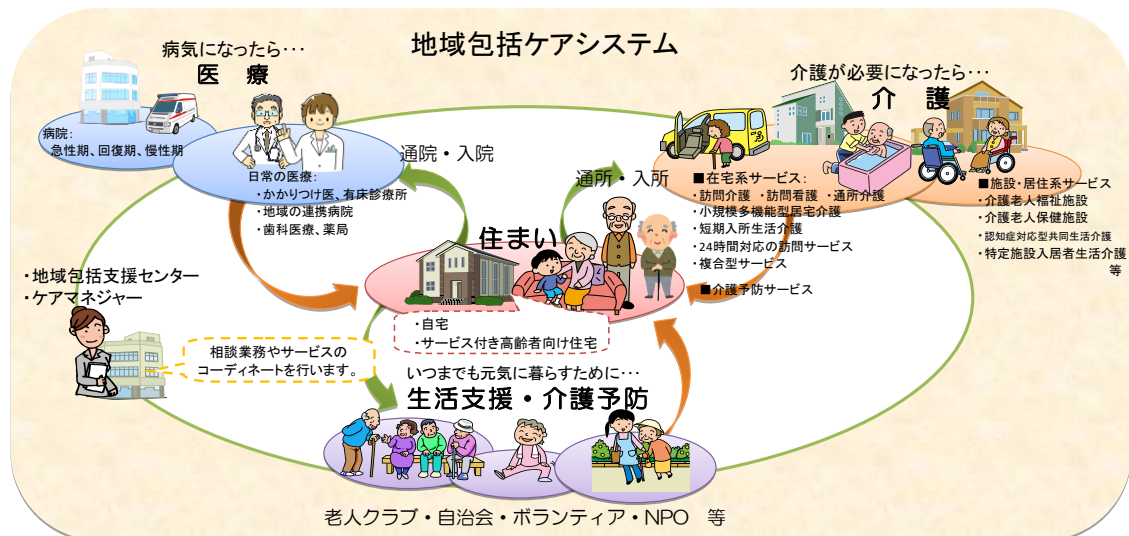 地域包括ケアシステム
病気になったら･･･
医　療
病院：
急性期、回復期、慢性期
日常の医療：
・かかりつけ医、有床診療所
・地域の連携病院
・歯科医療、薬局
通院・入院
介護が必要になったら･･･
介　護
通所・入所
■在宅系サービス：
・訪問介護　・訪問看護　・通所介護
・小規模多機能型居宅介護
・短期入所生活介護
・24時間対応の訪問サービス
・複合型サービス
■介護予防サービス
■施設・居住系サービス
・介護老人福祉施設
・介護老人保健施設
・認知症対応型共同生活介護
・特定施設入居者生活介護
等
住まい
・自宅
・サービス付き高齢者向け住宅
・地域包括支援センター
・ケアマネジャー
相談業務やサービスの
コーディネートを行います。
いつまでも元気に暮らすために･･･
生活支援・介護予防
老人クラブ・自治会・ボランティア・NPO　等